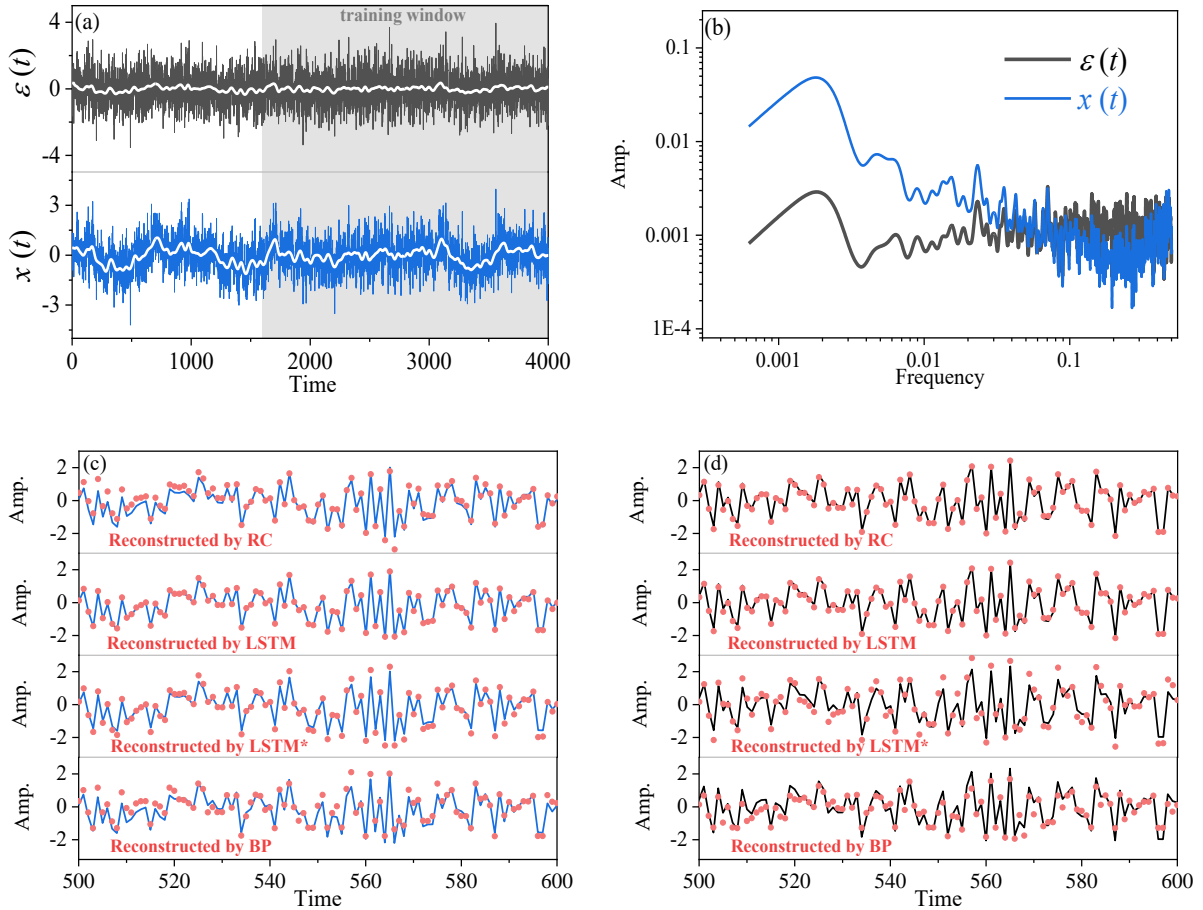 (a)
training window
ε (t)
4
0
-4
x (t)
3
0
-3
0
1000
2000
3000
4000
Time
(b)
ε (t)
x (t)
Amp.
0.1
0.01
0.001
1E-4
0.001
0.01
0.1
Frequency
(c)
Amp.
2
0
-2
Reconstructed by RC
Amp.
2
0
-2
Reconstructed by LSTM
Amp.
2
0
-2
Reconstructed by LSTM*
Amp.
2
0
-2
Reconstructed by BP
500
520
540
560
580
600
Time
(d)
Amp.
2
0
-2
Reconstructed by RC
Amp.
2
0
-2
Reconstructed by LSTM
Amp.
2
0
-2
Reconstructed by LSTM*
Amp.
2
0
-2
Reconstructed by BP
500
520
540
560
580
600
Time